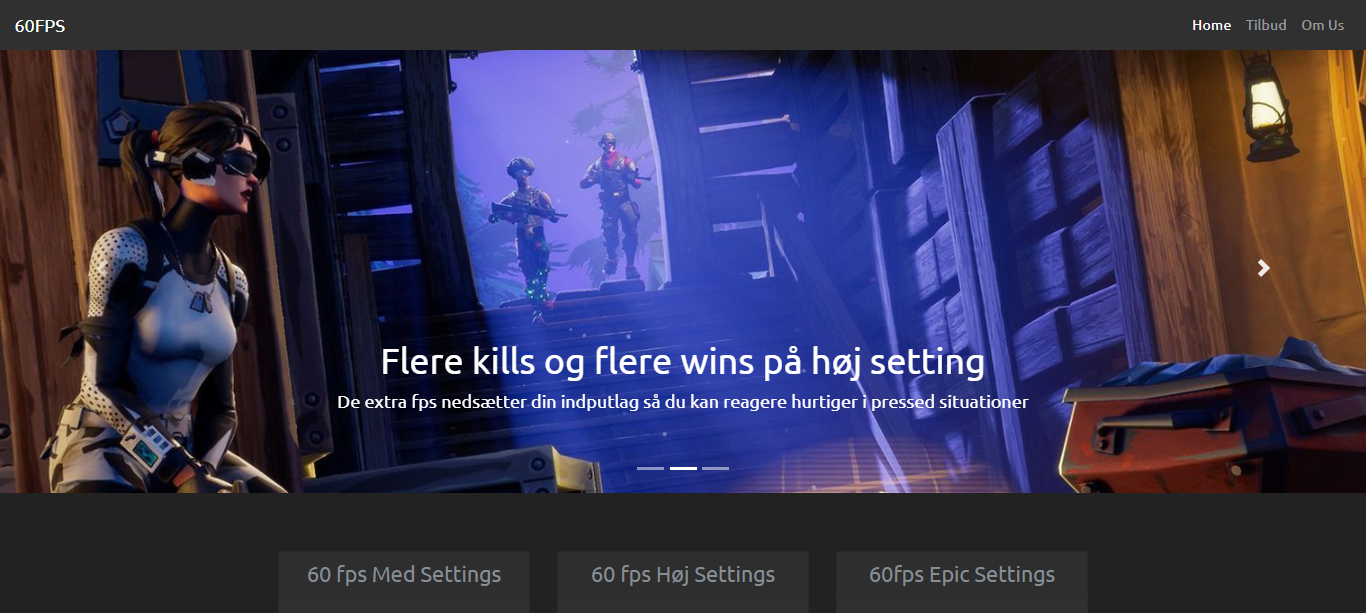 60FPS
Home Tilbud Om Us
Flere kills og flere wins på høj setting
De extra fps nedsætter din indputlag så du kan reagere hurtiger i pressed situationer
60 fps Med Settings
60 fps Høj Settings
60fps Epic Settings